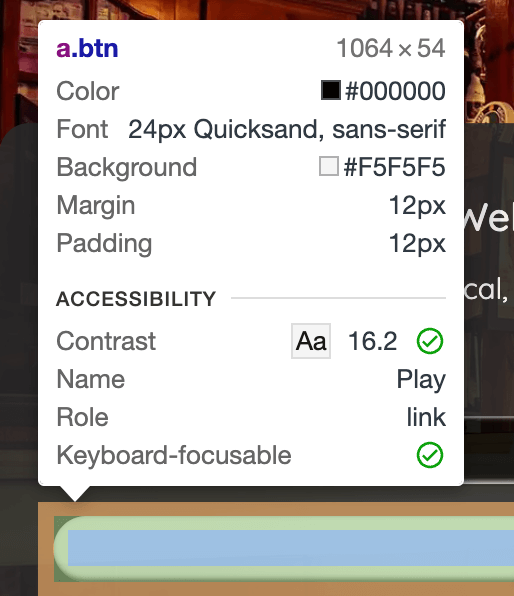 a.btn 1064 × 54
Color #000000
Font 24px Quicksand, sans-serif
Background #F5F5F5
Margin 12px
Padding 12px
ACCESSIBILITY
Contrast Aa 16.2
Name Play
Role link
Keyboard-focusable
cal,